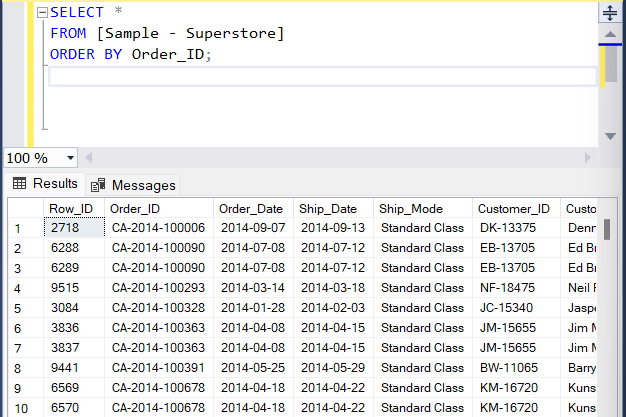 SELECT *
FROM [Sample - Superstore]
ORDER BY Order_ID;
100 %
Results Messages
Row_ID Order_ID Order_Date Ship_Date Ship_Mode Customer_ID Custo
1 2718 CA-2014-100006 2014-09-07 2014-09-13 Standard Class DK-13375 Denn
2 6288 CA-2014-100090 2014-07-08 2014-07-12 Standard Class EB-13705 Ed B
3 6289 CA-2014-100090 2014-07-08 2014-07-12 Standard Class EB-13705 Ed B
4 9515 CA-2014-100293 2014-03-14 2014-03-18 Standard Class NF-18475 Neil F
5 3084 CA-2014-100328 2014-01-28 2014-02-03 Standard Class JC-15340 Jaspe
6 3836 CA-2014-100363 2014-04-08 2014-04-15 Standard Class JM-15655 Jim M
7 3837 CA-2014-100363 2014-04-08 2014-04-15 Standard Class JM-15655 Jim M
8 9441 CA-2014-100391 2014-05-25 2014-05-29 Standard Class BW-11065 Barry
9 6569 CA-2014-100678 2014-04-18 2014-04-22 Standard Class KM-16720 Kuns
10 6570 CA-2014-100678 2014-04-18 2014-04-22 Standard Class KM-16720 Kuns